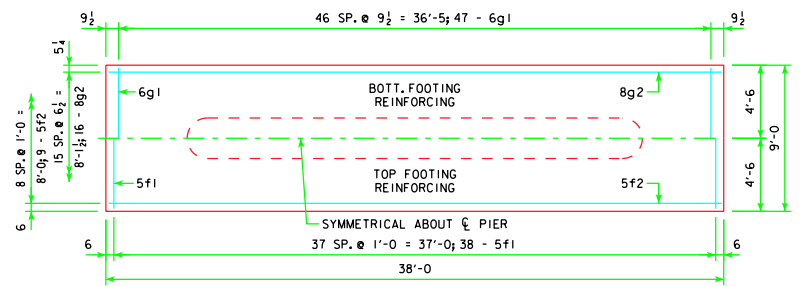 9½
46 SP.@ 9½ = 36'-5; 47 - 6g1
9½
5¼
6g1
BOTT. FOOTING
REINFORCING
8g2
4'-6
9'-0
15 SP.@ 6½ =
8'-1½; 16 - 8g2
8 SP.@ 1'-0 =
8'-0; 9 - 5f2
5f1
TOP FOOTING
REINFORCING
5f2
4'-6
6
SYMMETRICAL ABOUT ℄ PIER
6
37 SP.@ 1'-0 = 37'-0; 38 - 5f1
6
38'-0